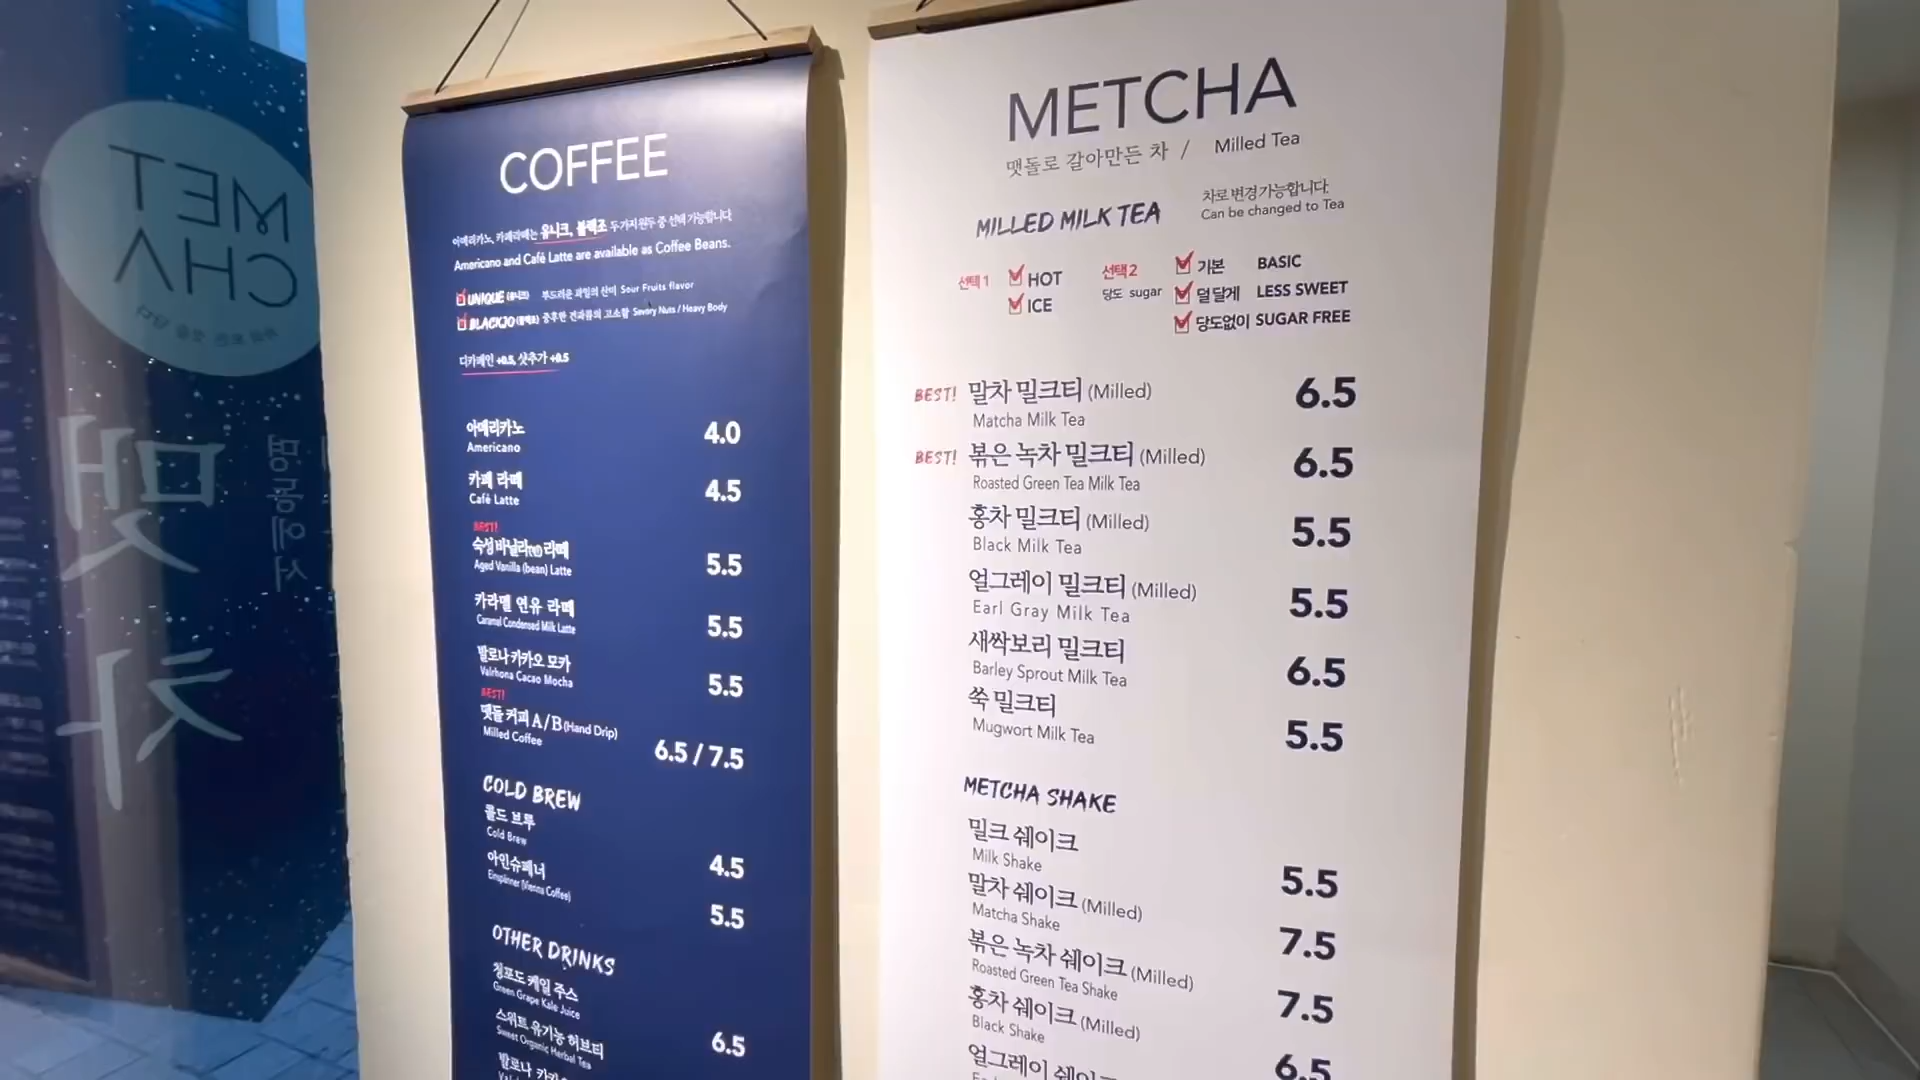 COFFEE
아메리카노, 카페라떼는 유니크, 블랙조 두가지 원두 중 선택 가능합니다.
Americano and Café Latte are available as Coffee Beans.
UNIQUE (유니크) 부드러운 과일의 산미 Sour Fruits flavor
BLACKJO (블랙조) 중후한 견과류의 고소함 Savory Nuts / Heavy Body
디카페인 +0.5, 샷추가 +0.5
아메리카노 4.0
Americano
카페 라떼 4.5
Café Latte
BEST!
숙성 바닐라(빈) 라떼 5.5
Aged Vanilla (bean) Latte
카라멜 연유 라떼 5.5
Caramel Condensed Milk Latte
발로나 카카오 모카 5.5
Valrhona Cacao Mocha
BEST!
맷돌 커피 A / B (Hand Drip) 6.5 / 7.5
Milled Coffee
COLD BREW
콜드 브루 4.5
Cold Brew
아인슈페너 5.5
Einspänner (Vienna Coffee)
OTHER DRINKS
청포도 케일 주스 6.5
Green Grape Kale Juice
스위트 유기농 허브티
Sweet Organic Herbal Tea
발로나
METCHA
맷돌로 갈아만든 차 / Milled Tea
MILLED MILK TEA
차로 변경 가능합니다.
Can be changed to Tea
선택 1 HOT
ICE
선택 2 기본 BASIC
당도 sugar 덜 달게 LESS SWEET
당도없이 SUGAR FREE
BEST! 말차 밀크티 (Milled) 6.5
Matcha Milk Tea
BEST! 볶은 녹차 밀크티 (Milled) 6.5
Roasted Green Tea Milk Tea
홍차 밀크티 (Milled) 5.5
Black Milk Tea
얼그레이 밀크티 (Milled) 5.5
Earl Gray Milk Tea
새싹보리 밀크티 6.5
Barley Sprout Milk Tea
쑥 밀크티 5.5
Mugwort Milk Tea
METCHA SHAKE
밀크 쉐이크 5.5
Milk Shake
말차 쉐이크 (Milled) 7.5
Matcha Shake
볶은 녹차 쉐이크 (Milled) 7.5
Roasted Green Tea Shake
홍차 쉐이크 (Milled) 6.5
Black Shake
얼그레이 쉐이크
MET
CHA
명동에서
맷
차